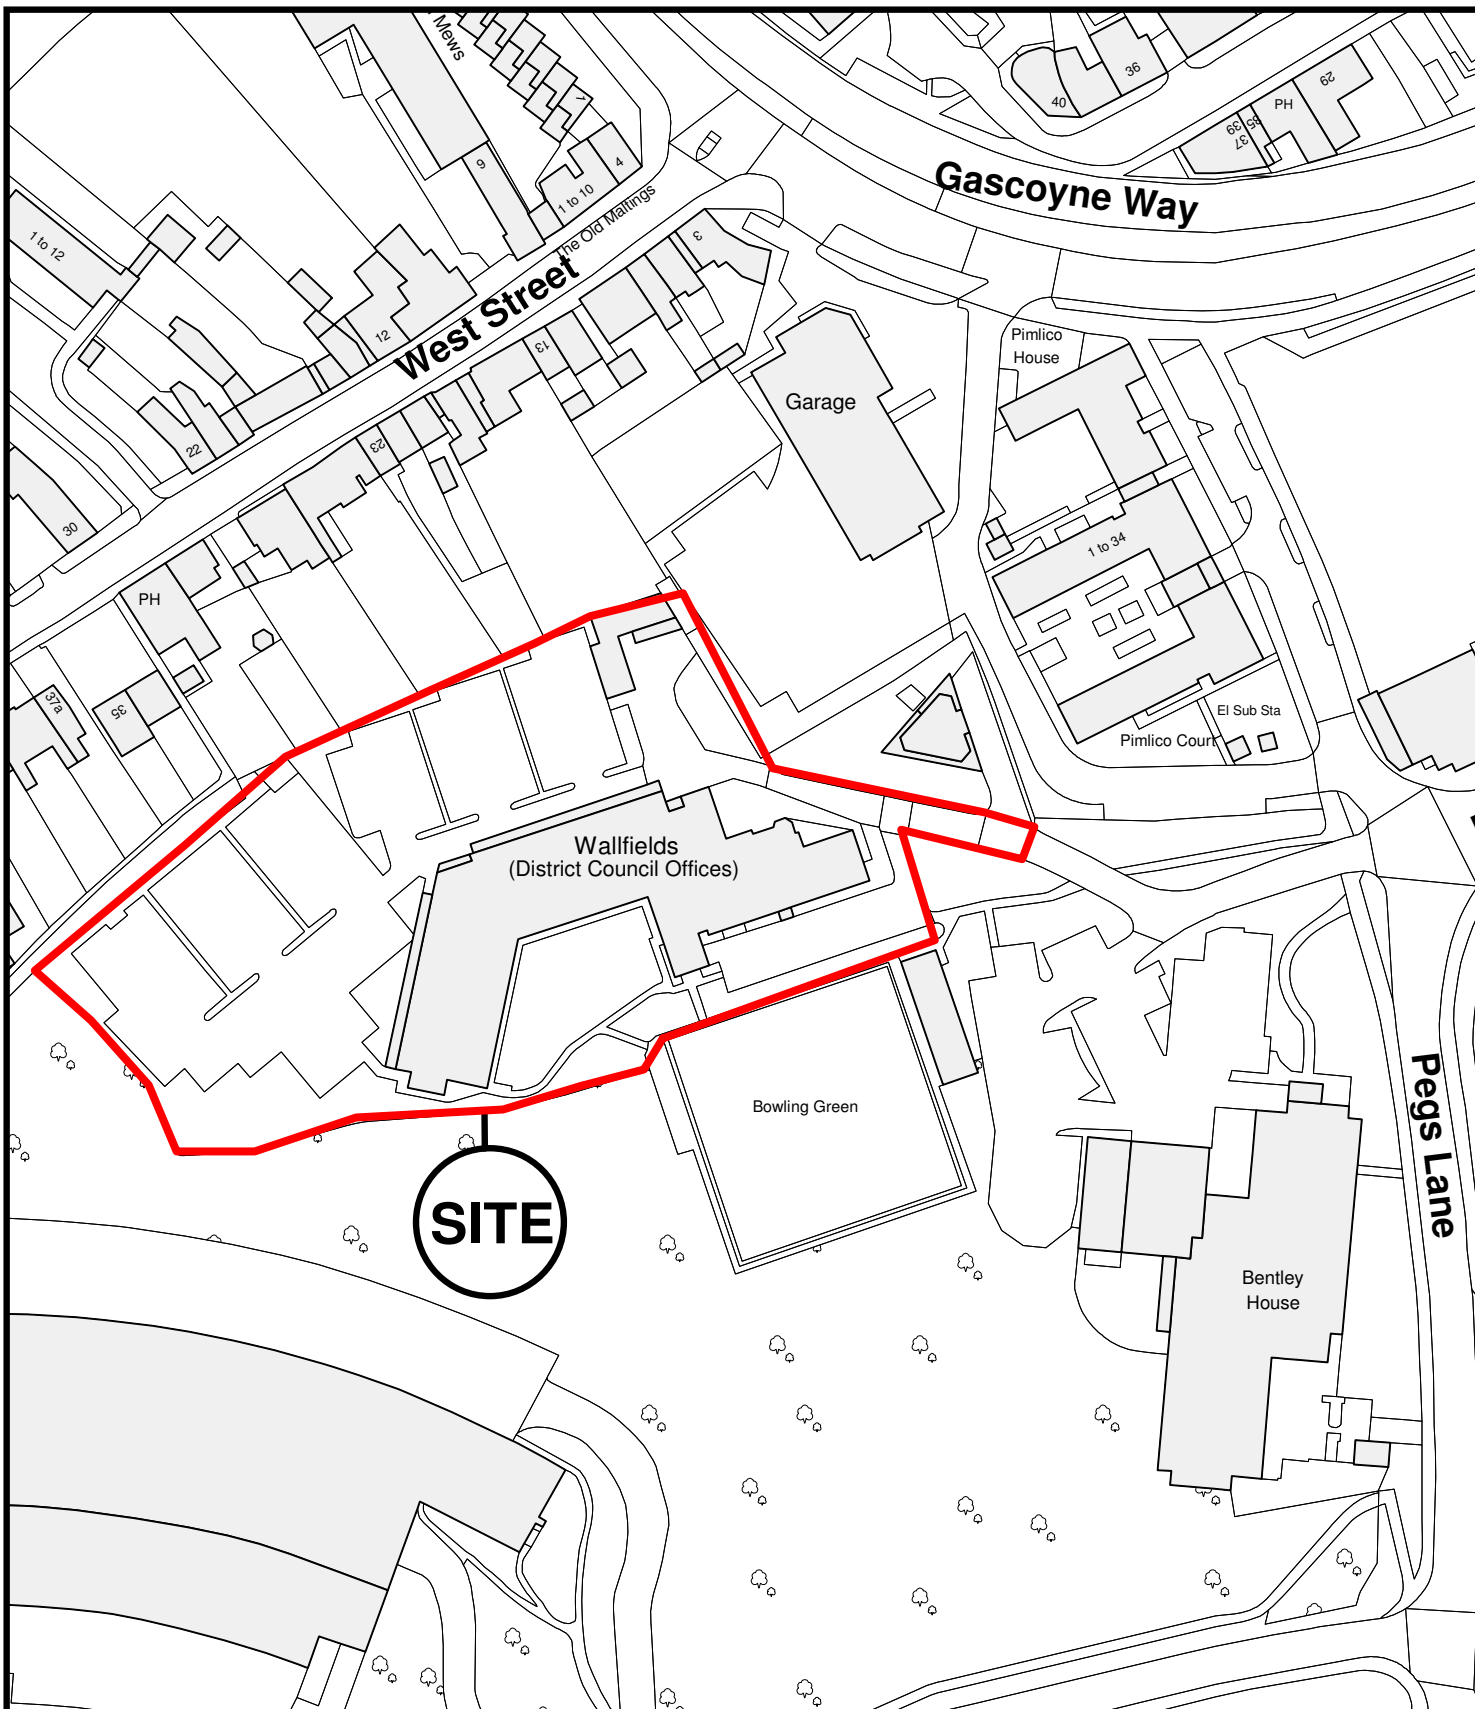 Mews
7
4
9
1 to 10
The Old Maltings
36
40
29
PH
35
37
39
Gascoyne Way
1 to 12
3
West Street
12
13
Pimlico
House
Garage
22
23
30
1 to 34
PH
37a
35
El Sub Sta
Pimlico Court
Wallfields
(District Council Offices)
Bowling Green
Pegs Lane
SITE
Bentley
House